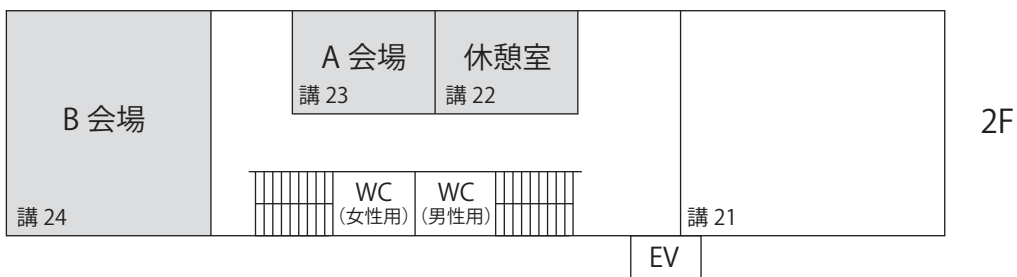 A 会場
休憩室
講 23
講 22
B 会場
2F
WC
WC
(女性用)
(男性用)
講 24
講 21
EV